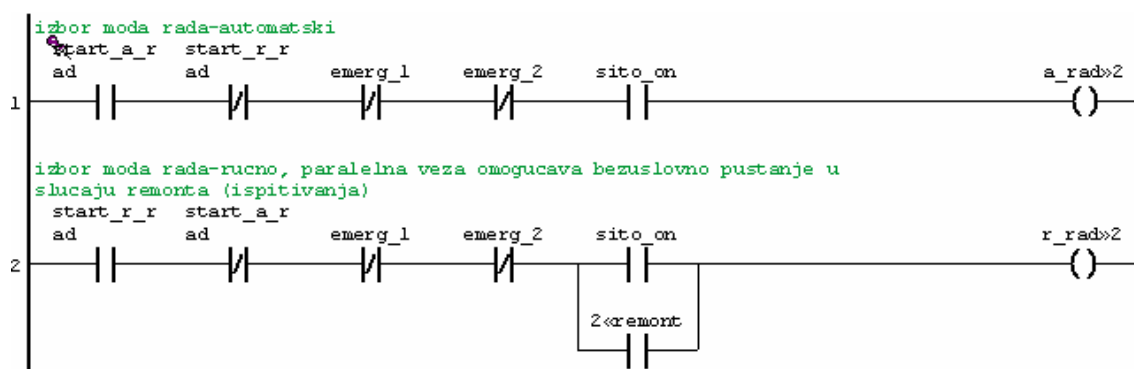 izbor moda rada-automatski
start_a_r start_r_r
ad ad emerg_1 emerg_2 sito_on a_rad»2
1
izbor moda rada-rucno, paralelna veza omogucava bezuslovno pustanje u
slucaju remonta (ispitivanja)
start_r_r start_a_r
ad ad emerg_1 emerg_2 sito_on r_rad»2
2
2«remont